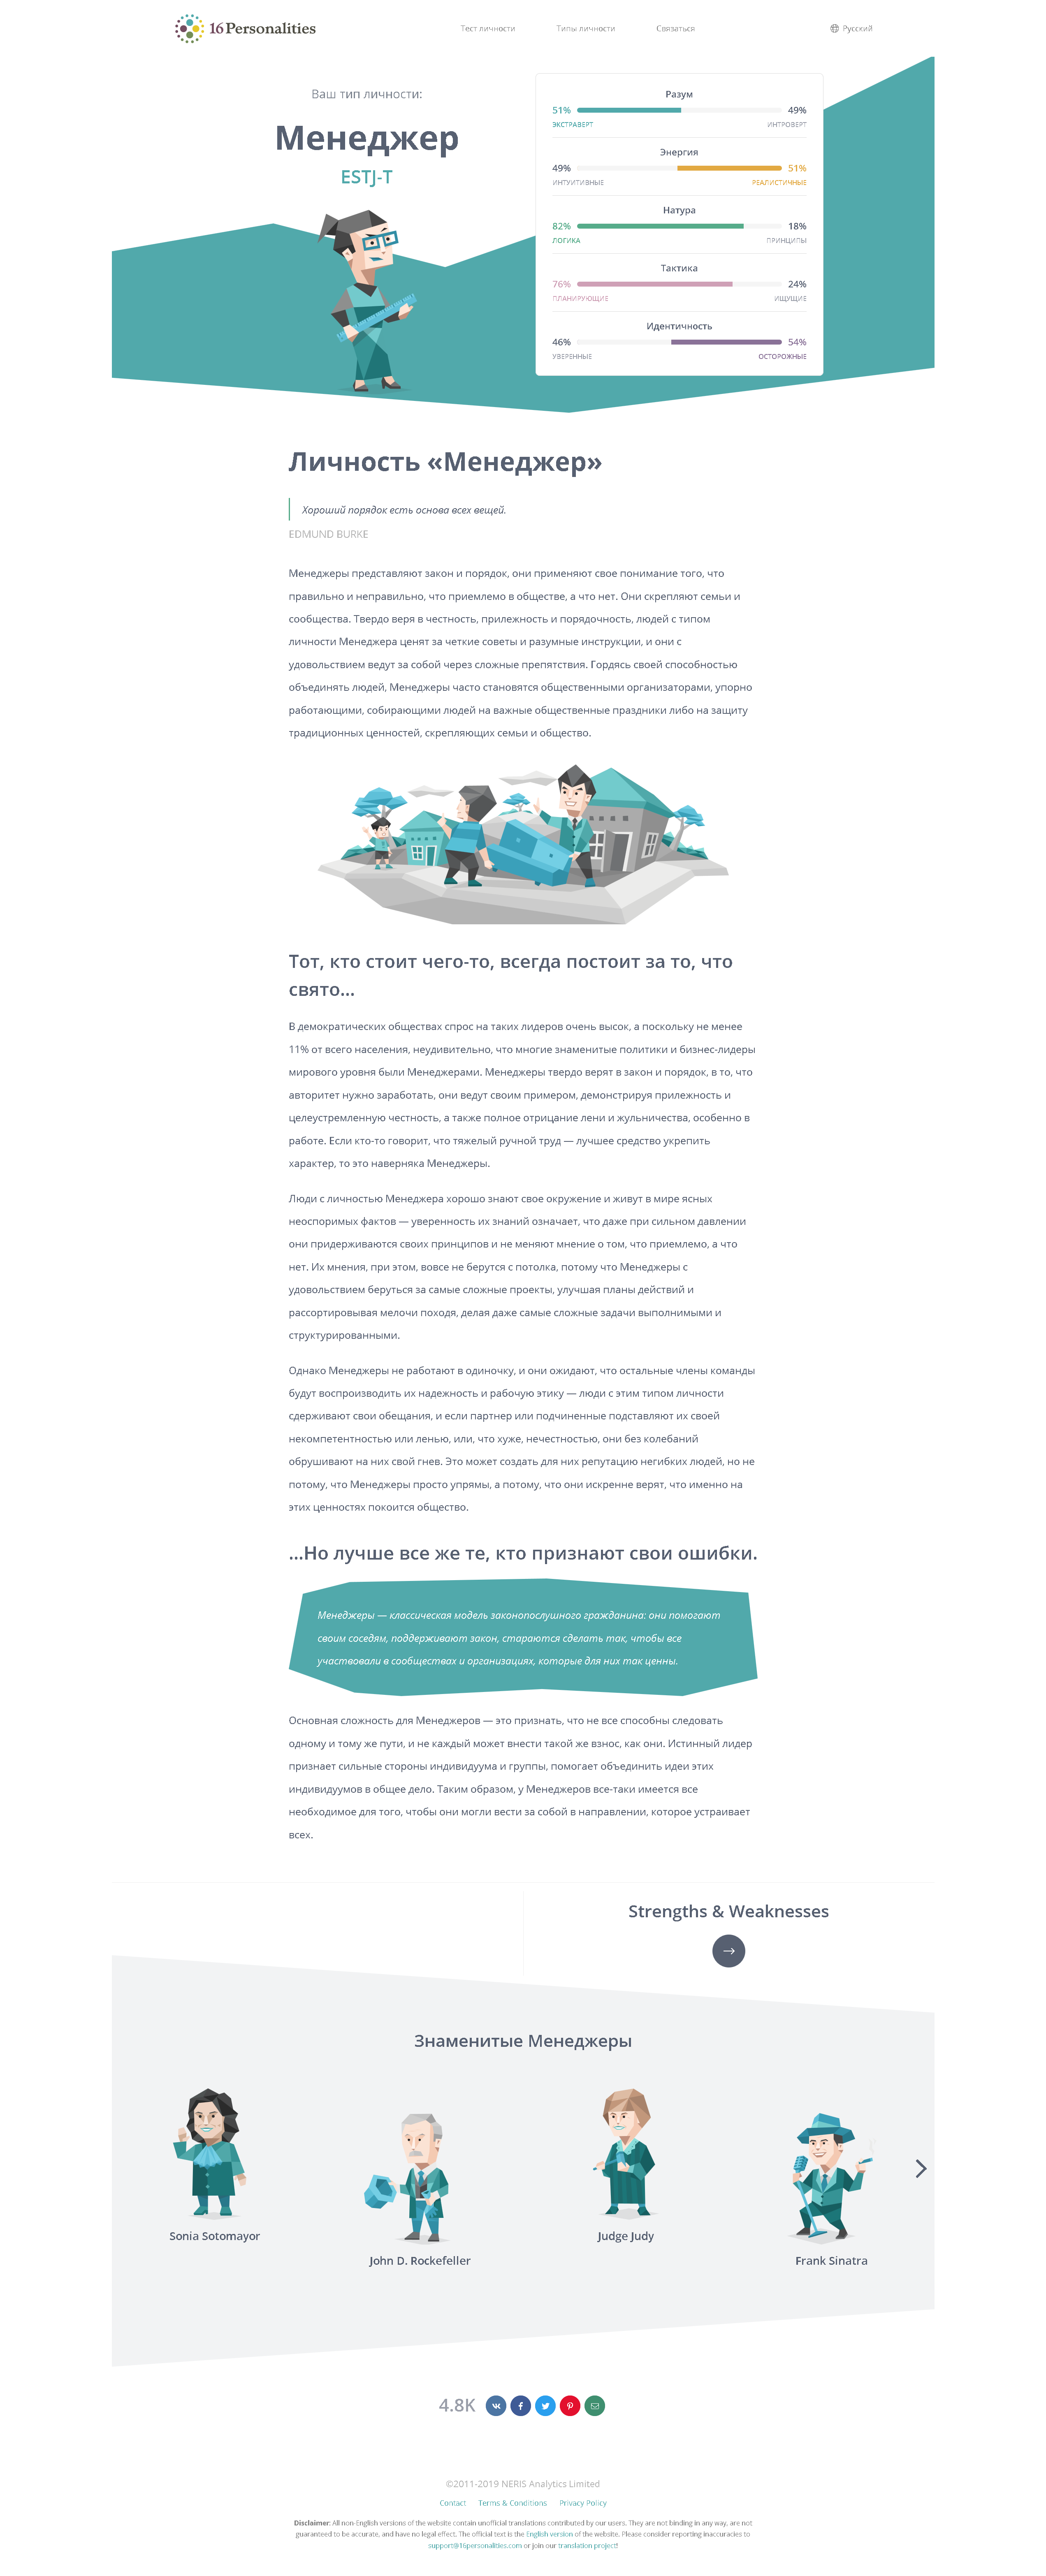 16Personalities
Тест личности
Типы личности
Связаться
Русский
Ваш тип личности:
Менеджер
ESTJ-T
Разум
51%
49%
ЭКСТРАВЕРТ
ИНТРОВЕРТ
Энергия
49%
51%
ИНТУИТИВНЫЕ
РЕАЛИСТИЧНЫЕ
Натура
82%
18%
ЛОГИКА
ПРИНЦИПЫ
Тактика
76%
24%
ПЛАНИРУЮЩИЕ
ИЩУЩИЕ
Идентичность
46%
54%
УВЕРЕННЫЕ
ОСТОРОЖНЫЕ
Личность «Менеджер»
Хороший порядок есть основа всех вещей.
EDMUND BURKE
Менеджеры представляют закон и порядок, они применяют свое понимание того, что
правильно и неправильно, что приемлемо в обществе, а что нет. Они скрепляют семьи и
сообщества. Твердо веря в честность, прилежность и порядочность, людей с типом
личности Менеджера ценят за четкие советы и разумные инструкции, и они с
удовольствием ведут за собой через сложные препятствия. Гордясь своей способностью
объединять людей, Менеджеры часто становятся общественными организаторами, упорно
работающими, собирающими людей на важные общественные праздники либо на защиту
традиционных ценностей, скрепляющих семьи и общество.
Тот, кто стоит чего-то, всегда постоит за то, что
свято...
В демократических обществах спрос на таких лидеров очень высок, а поскольку не менее
11% от всего населения, неудивительно, что многие знаменитые политики и бизнес-лидеры
мирового уровня были Менеджерами. Менеджеры твердо верят в закон и порядок, в то, что
авторитет нужно заработать, они ведут своим примером, демонстрируя прилежность и
целеустремленную честность, а также полное отрицание лени и жульничества, особенно в
работе. Если кто-то говорит, что тяжелый ручной труд — лучшее средство укрепить
характер, то это наверняка Менеджеры.
Люди с личностью Менеджера хорошо знают свое окружение и живут в мире ясных
неоспоримых фактов — уверенность их знаний означает, что даже при сильном давлении
они придерживаются своих принципов и не меняют мнение о том, что приемлемо, а что
нет. Их мнения, при этом, вовсе не берутся с потолка, потому что Менеджеры с
удовольствием беруться за самые сложные проекты, улучшая планы действий и
рассортировывая мелочи походя, делая даже самые сложные задачи выполнимыми и
структурированными.
Однако Менеджеры не работают в одиночку, и они ожидают, что остальные члены команды
будут воспроизводить их надежность и рабочую этику — люди с этим типом личности
сдерживают свои обещания, и если партнер или подчиненные подставляют их своей
некомпетентностью или ленью, или, что хуже, нечестностью, они без колебаний
обрушивают на них свой гнев. Это может создать для них репутацию негибких людей, но не
потому, что Менеджеры просто упрямы, а потому, что они искренне верят, что именно на
этих ценностях покоится общество.
...Но лучше все же те, кто признают свои ошибки.
Менеджеры — классическая модель законопослушного гражданина: они помогают
своим соседям, поддерживают закон, стараются сделать так, чтобы все
участвовали в сообществах и организациях, которые для них так ценны.
Основная сложность для Менеджеров — это признать, что не все способны следовать
одному и тому же пути, и не каждый может внести такой же взнос, как они. Истинный лидер
признает сильные стороны индивидуума и группы, помогает объединить идеи этих
индивидуумов в общее дело. Таким образом, у Менеджеров все-таки имеется все
необходимое для того, чтобы они могли вести за собой в направлении, которое устраивает
всех.
Strengths & Weaknesses
Знаменитые Менеджеры
Sonia Sotomayor
John D. Rockefeller
Judge Judy
Frank Sinatra
4.8K
©2011-2019 NERIS Analytics Limited
Contact
Terms & Conditions
Privacy Policy
Disclaimer: All non-English versions of the website contain unofficial translations contributed by our users. They are not binding in any way, are not
guaranteed to be accurate, and have no legal effect. The official text is the English version of the website. Please consider reporting inaccuracies to
support@16personalities.com or join our translation project!